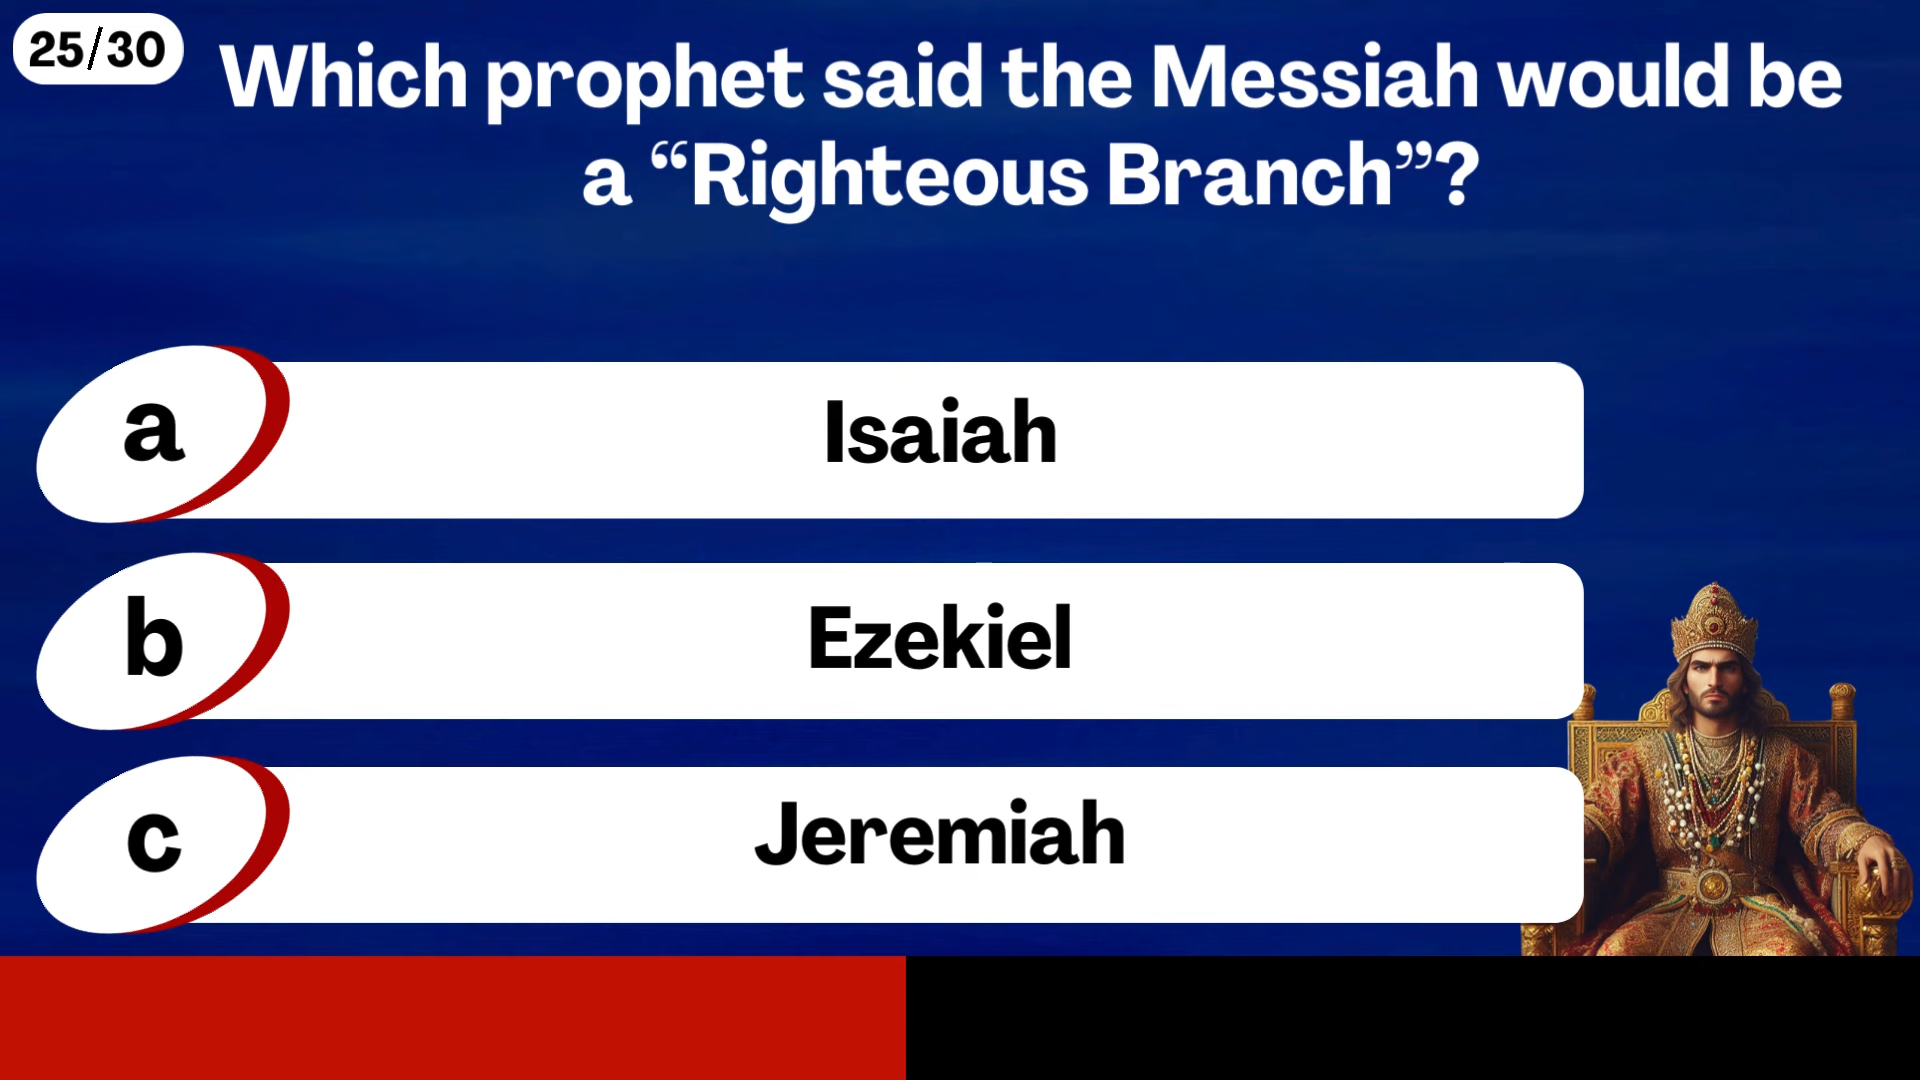 25/30
Which prophet said the Messiah would be
a “Righteous Branch”?
a
Isaiah
b
Ezekiel
c
Jeremiah